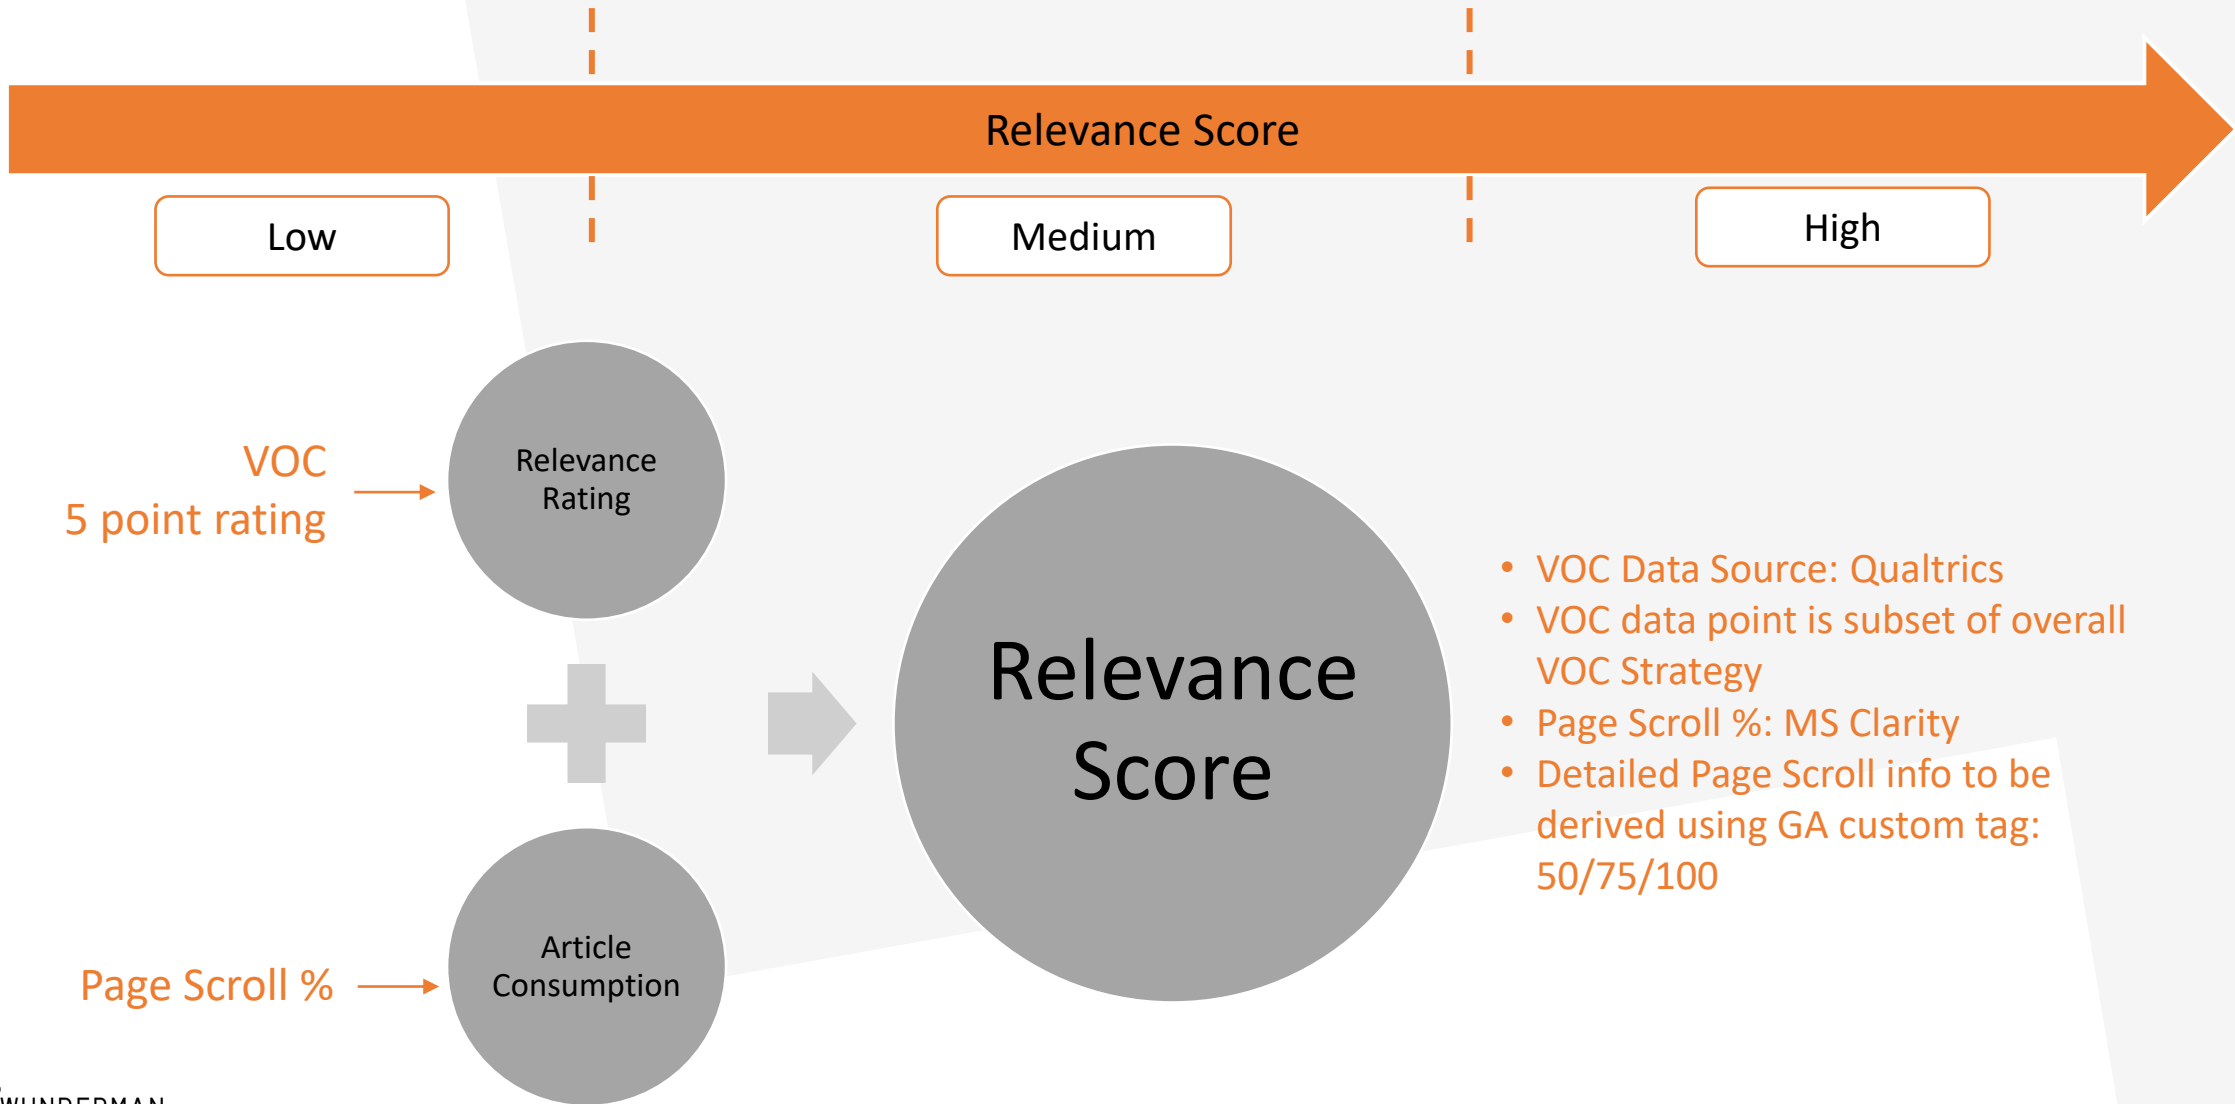 Relevance Score
Low
Medium
High
VOC
5 point rating
Relevance
Rating
Relevance
Score
• VOC Data Source: Qualtrics
• VOC data point is subset of overall
VOC Strategy
• Page Scroll %: MS Clarity
• Detailed Page Scroll info to be
derived using GA custom tag:
50/75/100
Page Scroll %
Article
Consumption
WUNDERMAN